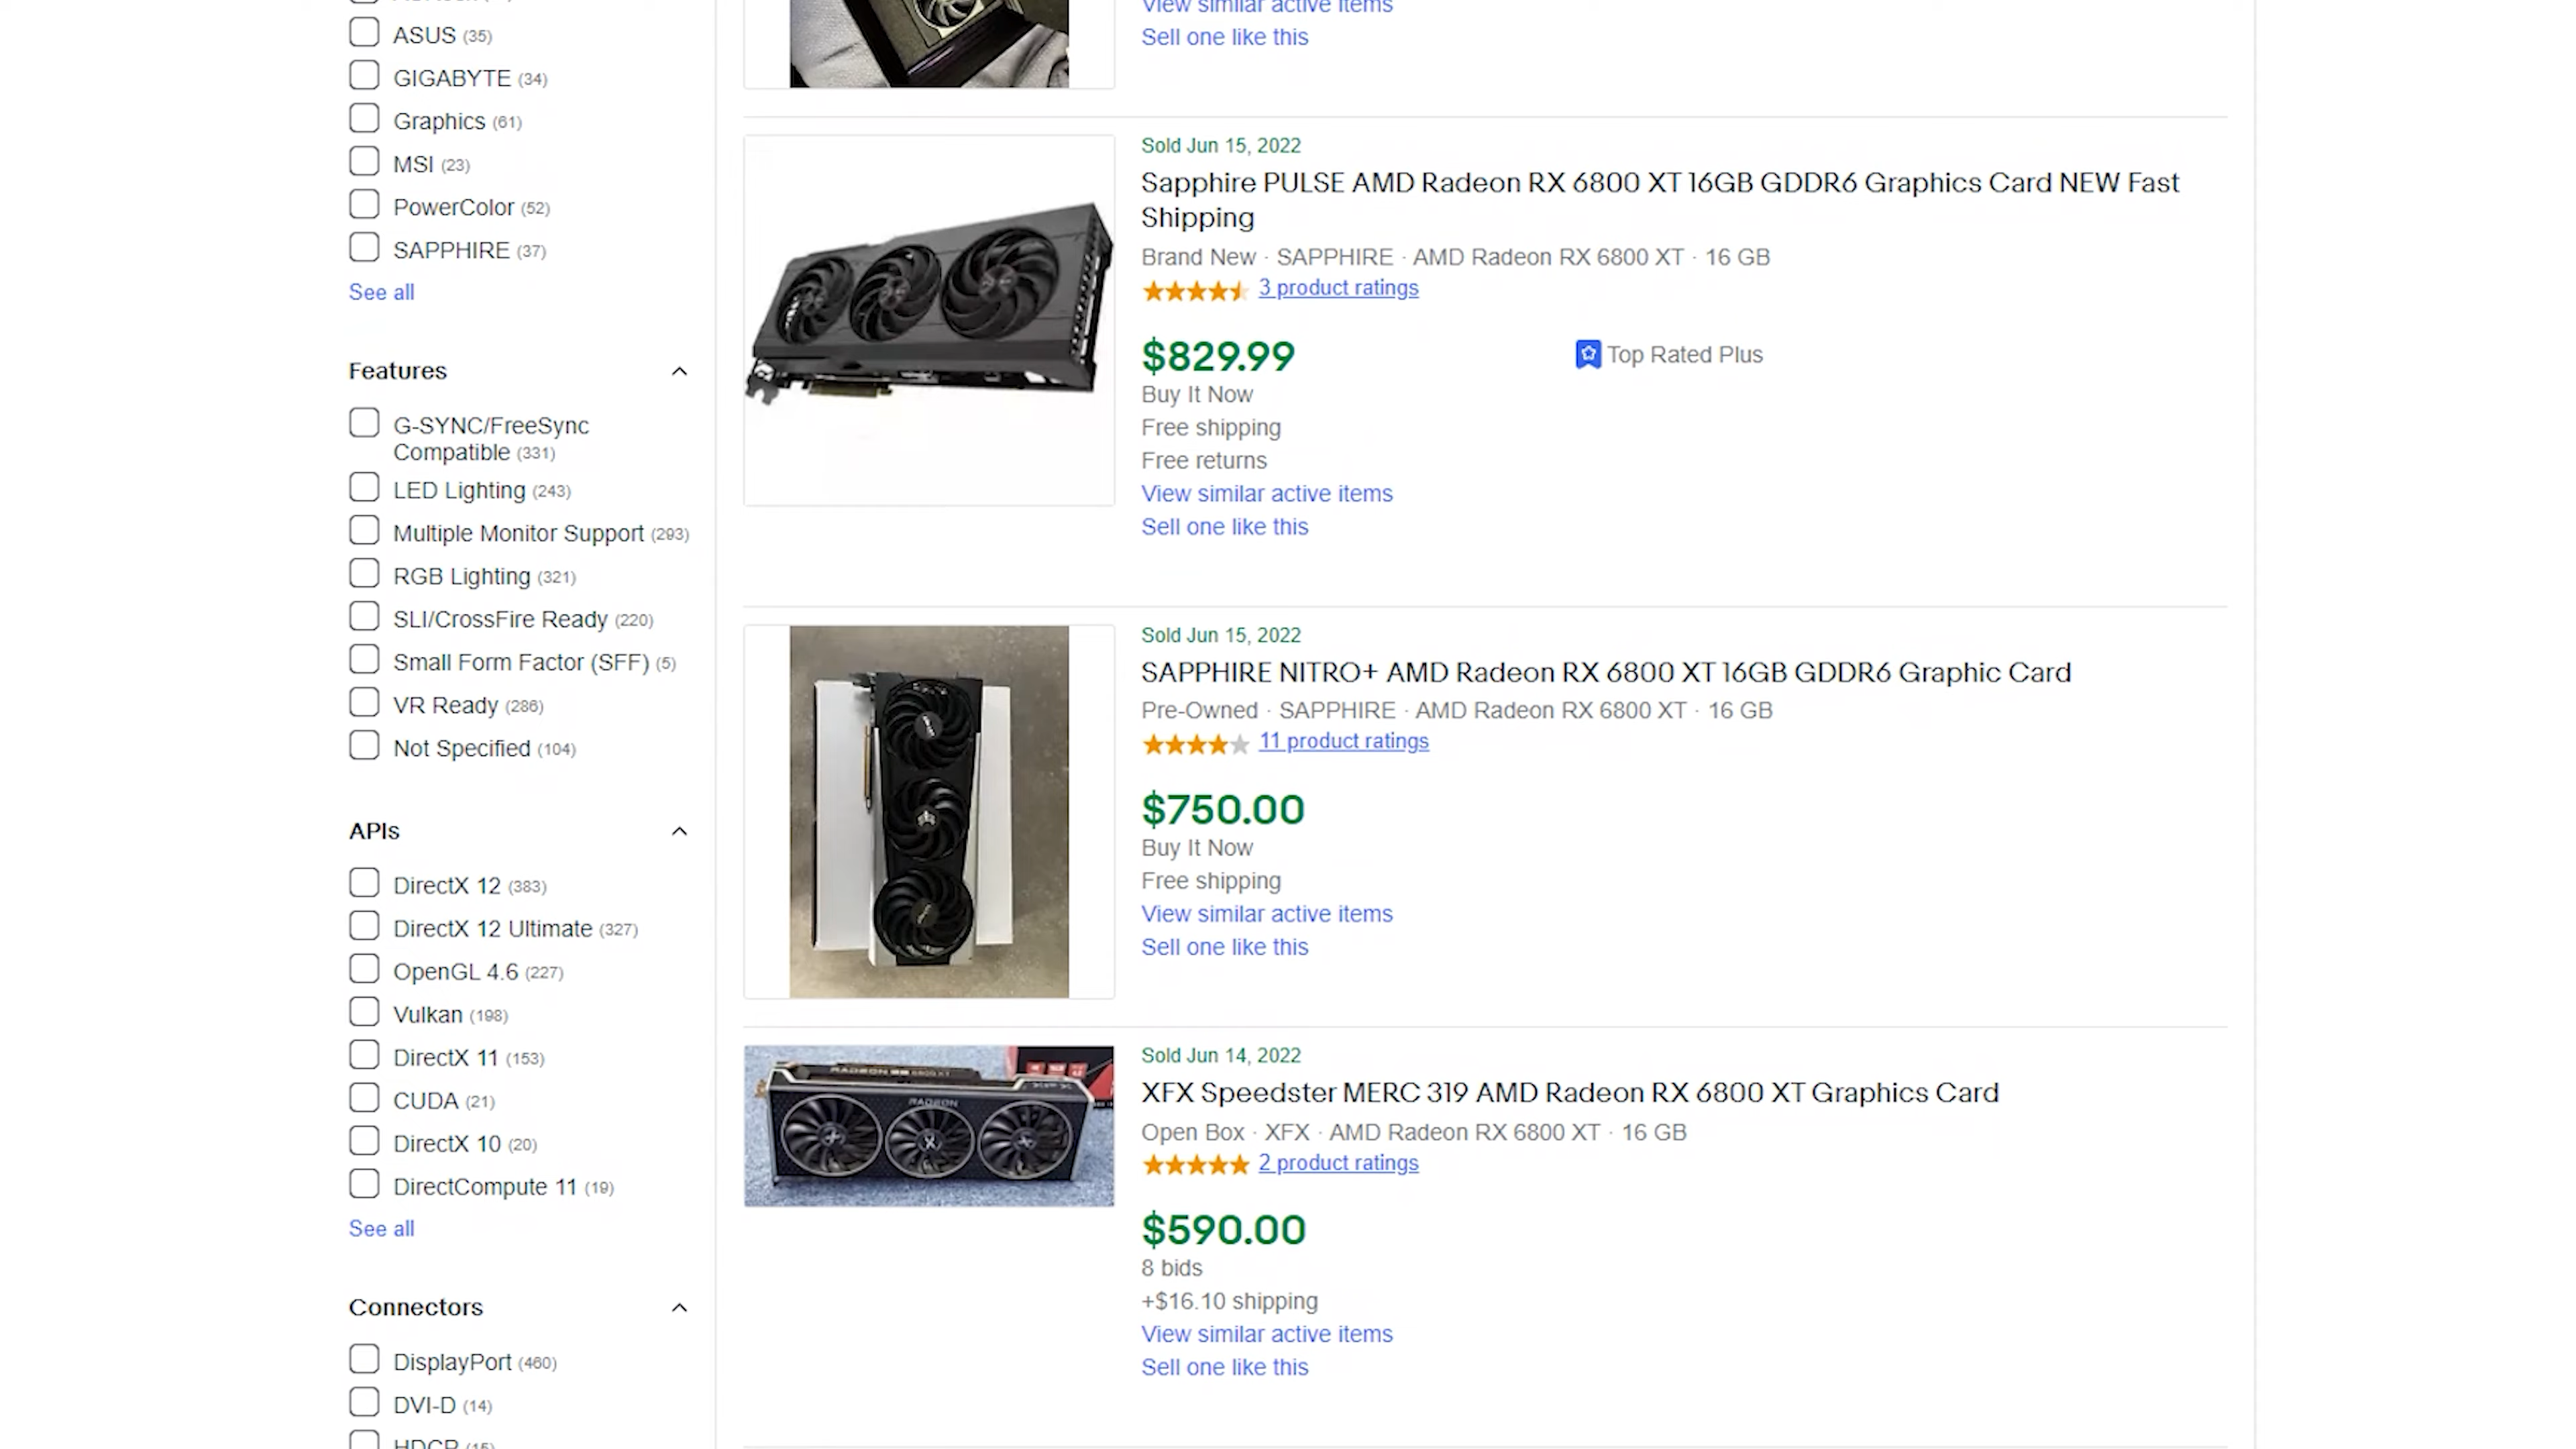 ASUS (35)
GIGABYTE (34)
Graphics (61)
MSI (23)
PowerColor (52)
SAPPHIRE (37)
See all
Features
G-SYNC/FreeSync
Compatible (331)
LED Lighting (243)
Multiple Monitor Support (293)
RGB Lighting (321)
SLI/CrossFire Ready (220)
Small Form Factor (SFF) (5)
VR Ready (286)
Not Specified (104)
APIs
DirectX 12 (383)
DirectX 12 Ultimate (327)
OpenGL 4.6 (227)
Vulkan (198)
DirectX 11 (153)
CUDA (21)
DirectX 10 (20)
DirectCompute 11 (19)
See all
Connectors
DisplayPort (460)
DVI-D (14)
HDCP (15)
View similar active items
Sell one like this
Sold Jun 15, 2022
Sapphire PULSE AMD Radeon RX 6800 XT 16GB GDDR6 Graphics Card NEW Fast
Shipping
Brand New · SAPPHIRE · AMD Radeon RX 6800 XT · 16 GB
3 product ratings
$829.99
Top Rated Plus
Buy It Now
Free shipping
Free returns
View similar active items
Sell one like this
Sold Jun 15, 2022
SAPPHIRE NITRO+ AMD Radeon RX 6800 XT 16GB GDDR6 Graphic Card
Pre-Owned · SAPPHIRE · AMD Radeon RX 6800 XT · 16 GB
11 product ratings
$750.00
Buy It Now
Free shipping
View similar active items
Sell one like this
RADEON
Sold Jun 14, 2022
XFX Speedster MERC 319 AMD Radeon RX 6800 XT Graphics Card
Open Box · XFX · AMD Radeon RX 6800 XT · 16 GB
2 product ratings
$590.00
8 bids
+$16.10 shipping
View similar active items
Sell one like this